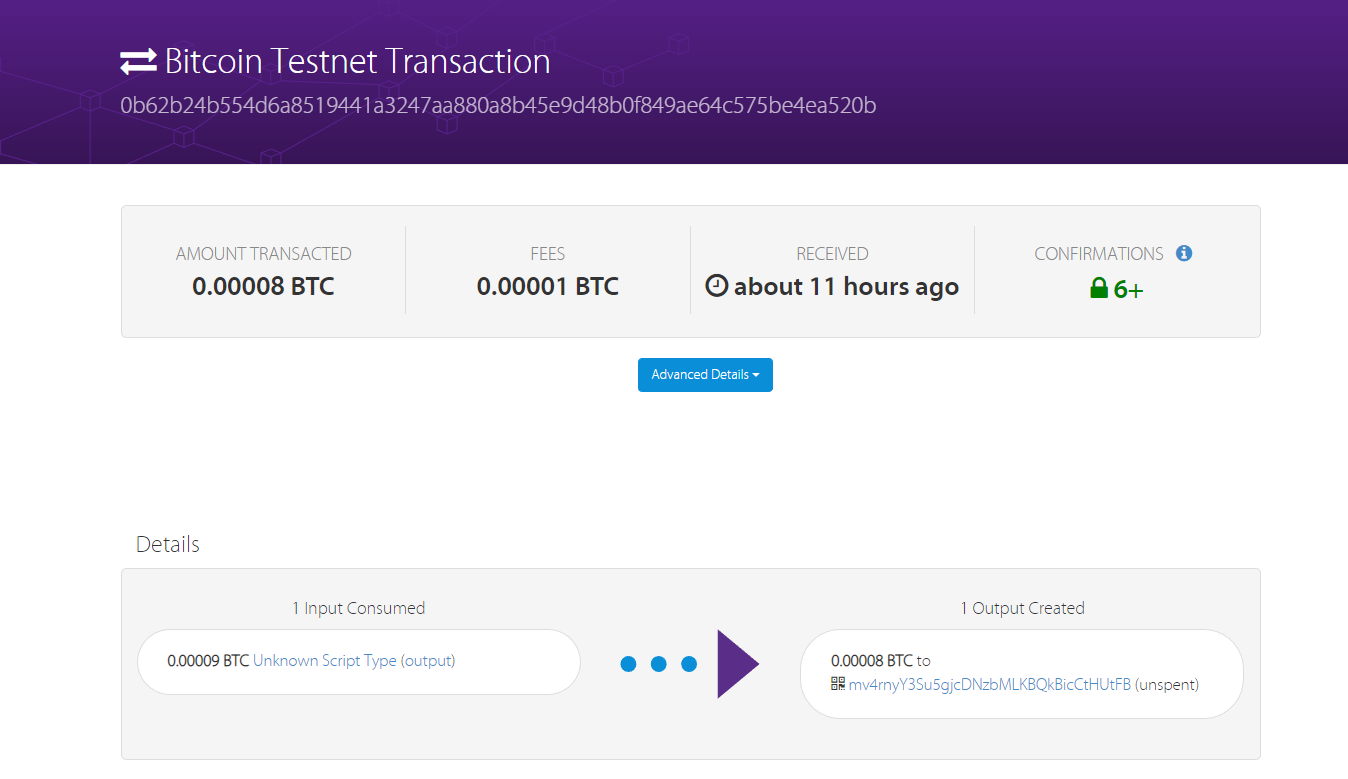 Bitcoin Testnet Transaction
0b62b24b554d6a8519441a3247aa880a8b45e9d48b0f849ae64c575be4ea520b
AMOUNT TRANSACTED
0.00008 BTC
FEES
0.00001 BTC
RECEIVED
about 11 hours ago
CONFIRMATIONS
6+
Advanced Details
Details
1 Input Consumed
0.00009 BTC Unknown Script Type (output)
1 Output Created
0.00008 BTC to
mv4rnyY3Su5gjcDNzbMLKBQkBicCtHUtFB (unspent)